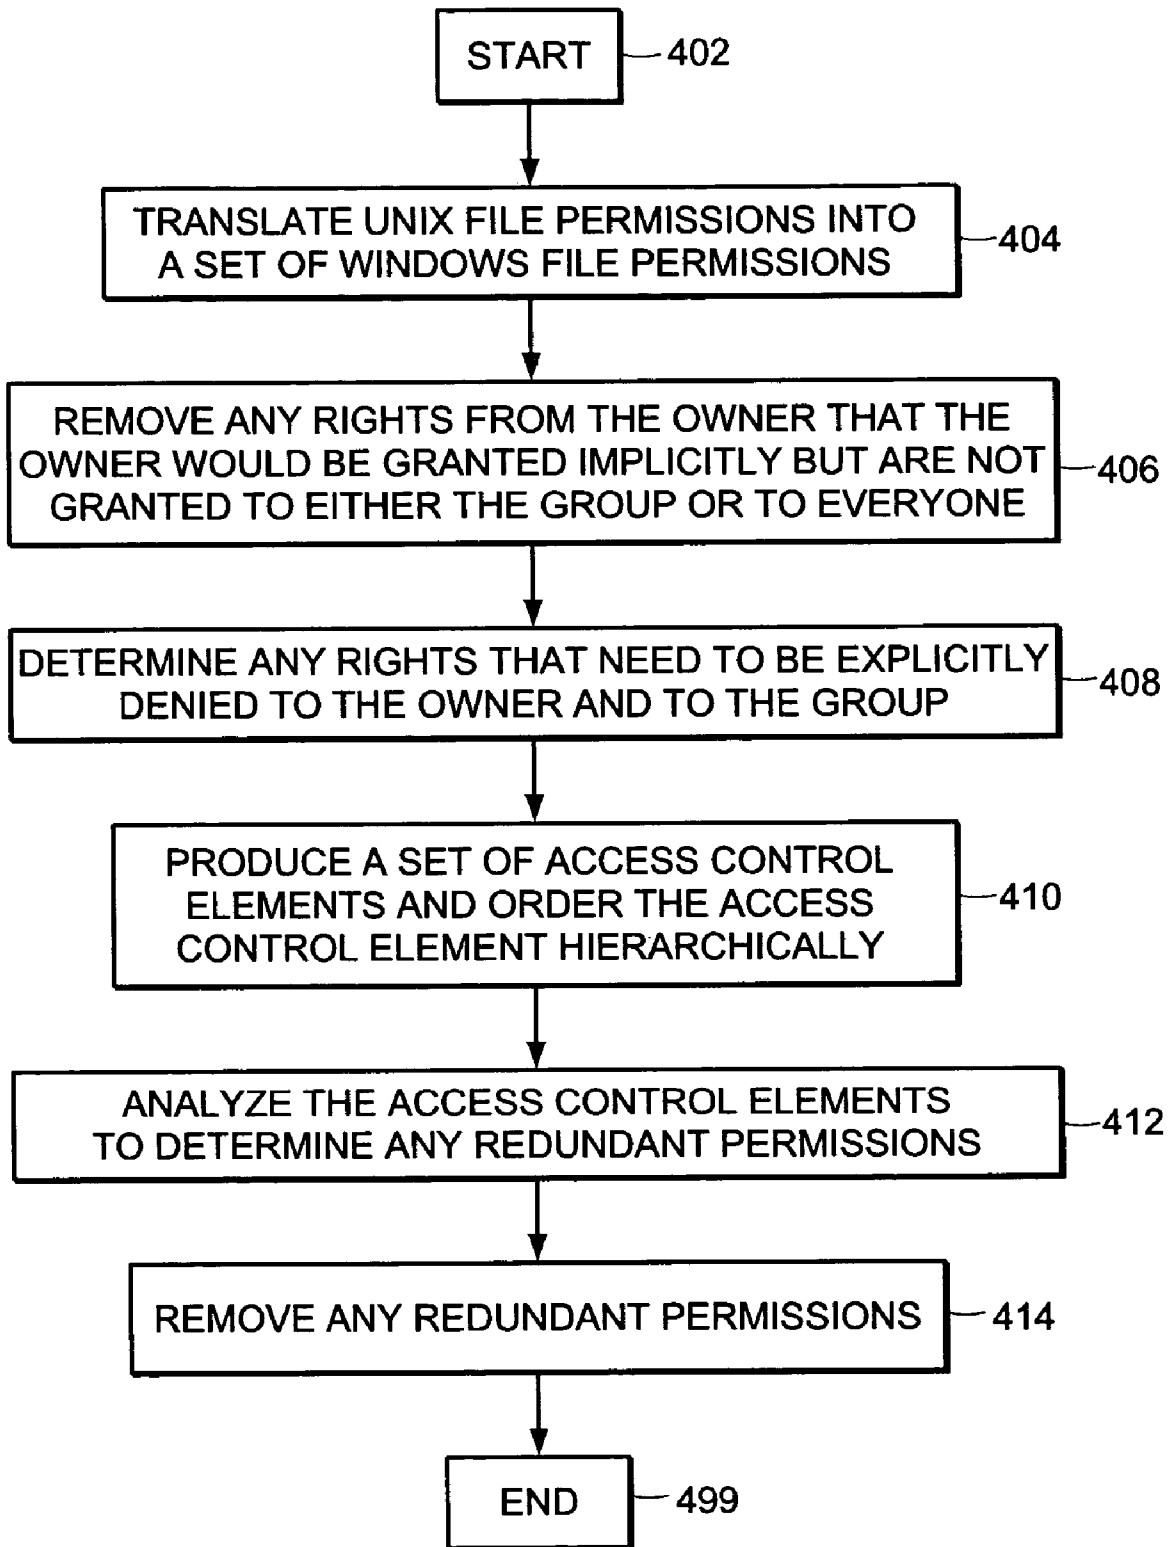 START
402
TRANSLATE UNIX FILE PERMISSIONS INTO
A SET OF WINDOWS FILE PERMISSIONS
404
REMOVE ANY RIGHTS FROM THE OWNER THAT THE
OWNER WOULD BE GRANTED IMPLICITLY BUT ARE NOT
GRANTED TO EITHER THE GROUP OR TO EVERYONE
406
DETERMINE ANY RIGHTS THAT NEED TO BE EXPLICITLY
DENIED TO THE OWNER AND TO THE GROUP
408
PRODUCE A SET OF ACCESS CONTROL
ELEMENTS AND ORDER THE ACCESS
CONTROL ELEMENT HIERARCHICALLY
410
ANALYZE THE ACCESS CONTROL ELEMENTS
TO DETERMINE ANY REDUNDANT PERMISSIONS
412
REMOVE ANY REDUNDANT PERMISSIONS
414
END
499